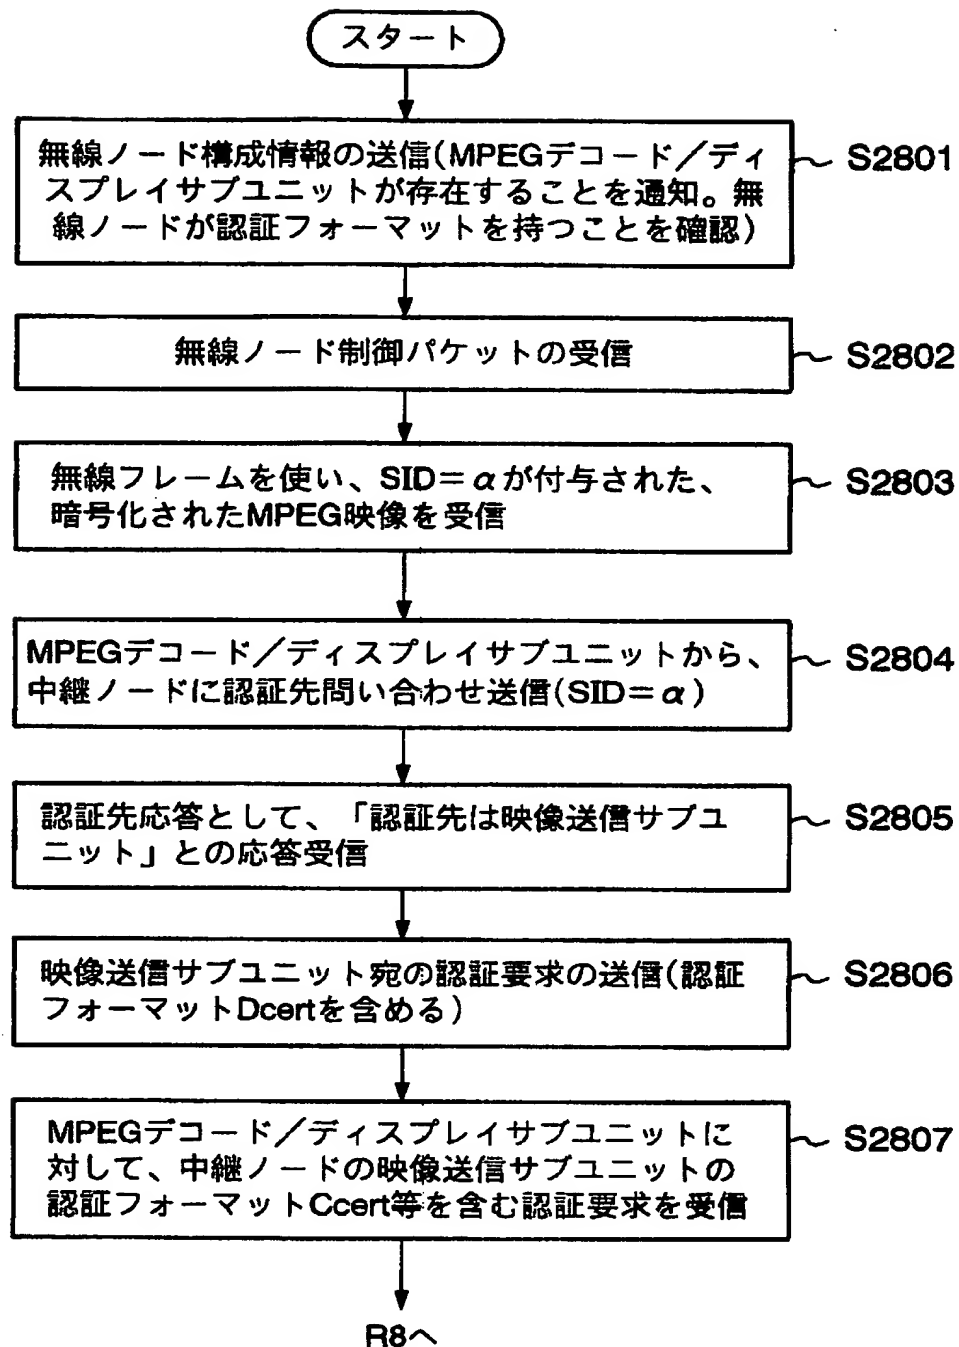 スタート
無線ノード構成情報の送信(MPEGデコード／ディ
スプレイサブユニットが存在することを通知。無
線ノードが認証フォーマットを持つことを確認)
S2801
無線ノード制御パケットの受信
S2802
無線フレームを使い、SID=αが付与された、
暗号化されたMPEG映像を受信
S2803
MPEGデコード／ディスプレイサブユニットから、
中継ノードに認証先問い合わせ送信(SID=α)
S2804
認証先応答として、「認証先は映像送信サブユ
ニット」との応答受信
S2805
映像送信サブユニット宛の認証要求の送信(認証
フォーマットDcertを含める)
S2806
MPEGデコード／ディスプレイサブユニットに
対して、中継ノードの映像送信サブユニットの
認証フォーマットCcert等を含む認証要求を受信
S2807
R8へ